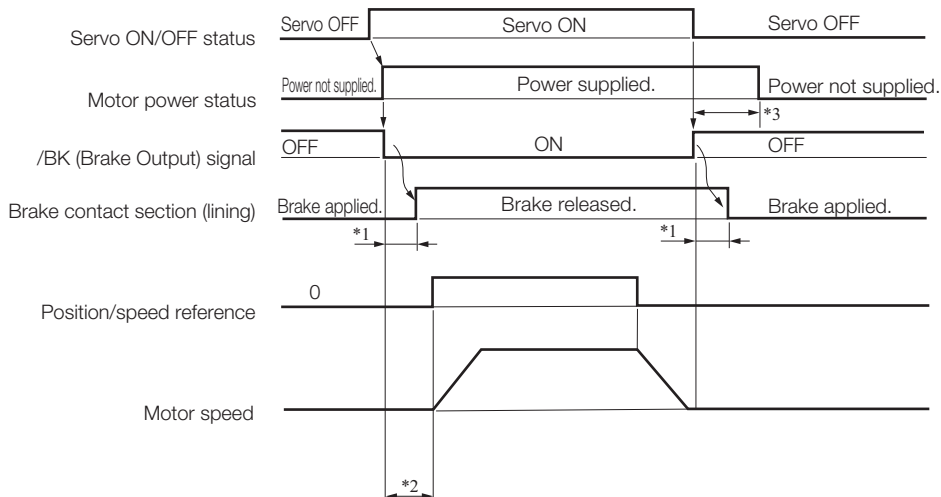 Servo ON/OFF status
Servo OFF
Servo ON
Servo OFF
Motor power status
Power not supplied.
Power supplied.
Power not supplied.
*3
/BK (Brake Output) signal
OFF
ON
OFF
Brake contact section (lining)
Brake applied.
Brake released.
Brake applied.
*1
*1
Position/speed reference
0
Motor speed
*2